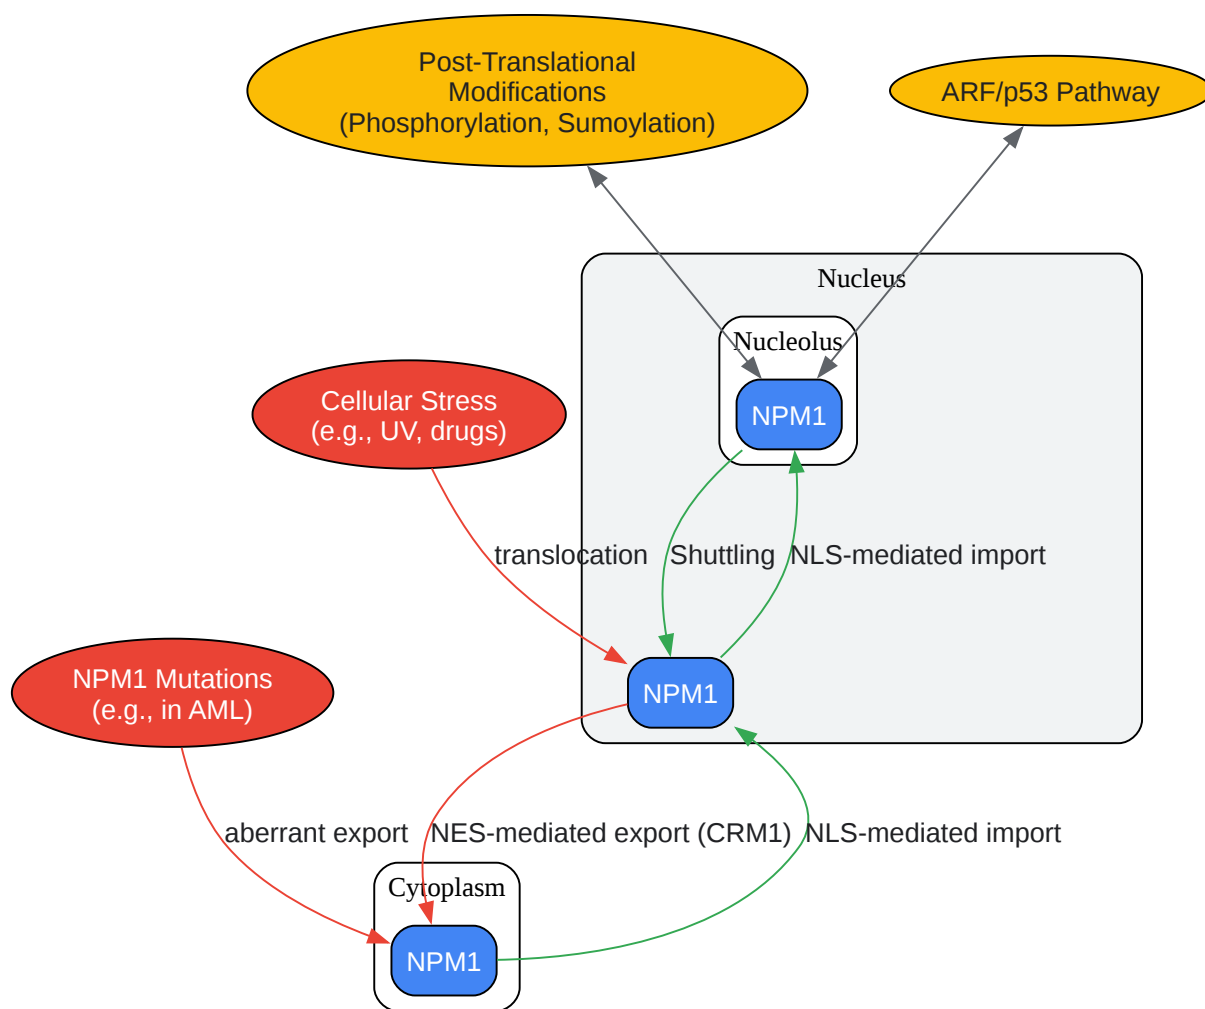 Post-Translational
Modifications
(Phosphorylation, Sumoylation)
ARF/p53 Pathway
Nucleus
Nucleolus
NPM1
Cellular Stress
(e.g., UV, drugs)
translocation
Shuttling
NLS-mediated import
NPM1
NPM1 Mutations
(e.g., in AML)
aberrant export
NES-mediated export (CRM1)
NLS-mediated import
Cytoplasm
NPM1